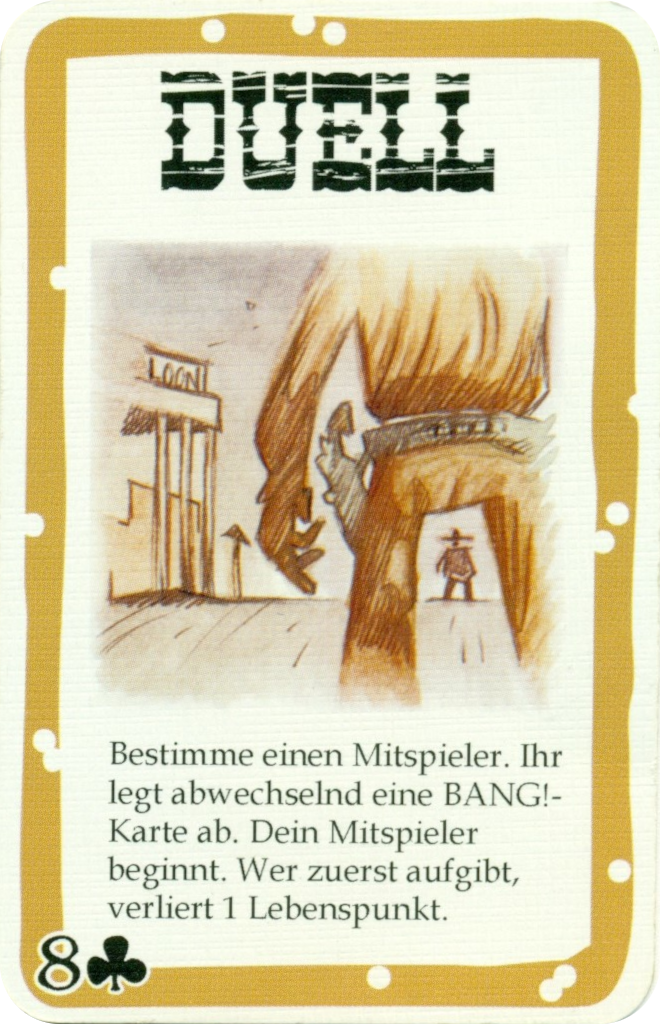 DUELL
LOON
Bestimme einen Mitspieler. Ihr
legt abwechselnd eine BANG!-
Karte ab. Dein Mitspieler
beginnt. Wer zuerst aufgibt,
verliert 1 Lebenspunkt.
8♣